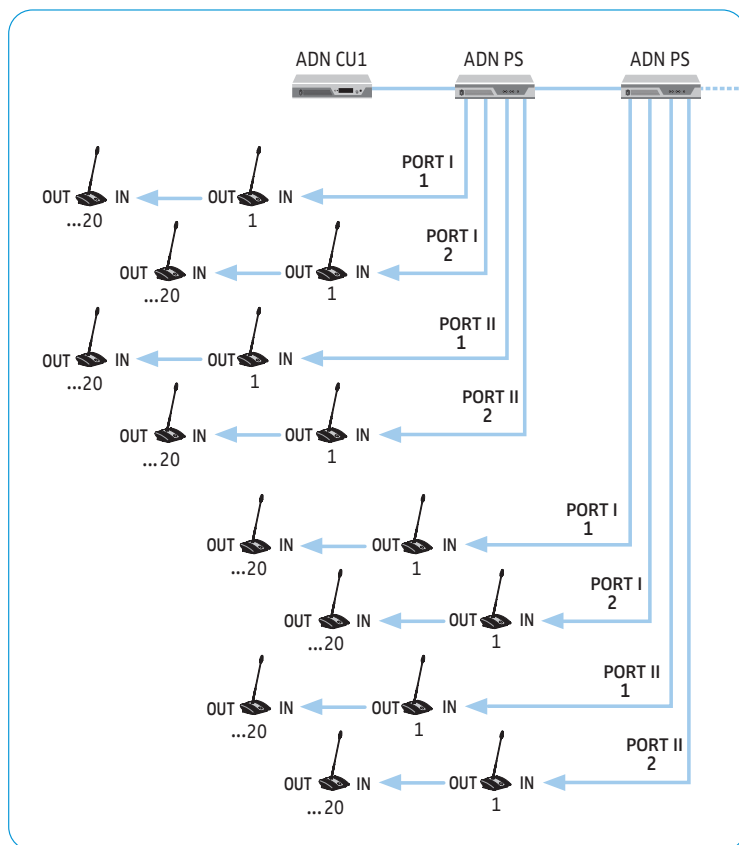 ADN CU1 ADN PS ADN PS
PORT I
1
OUT IN OUT IN
...20 1
PORT I
2
OUT IN OUT IN
...20 1
PORT II
1
OUT IN OUT IN
...20 1
PORT II
2
OUT IN OUT IN
...20 1
PORT I
1
OUT IN OUT IN
...20 1
PORT I
2
OUT IN OUT IN
...20 1
PORT II
1
OUT IN OUT IN
...20 1
PORT II
2
OUT IN OUT IN
...20 1